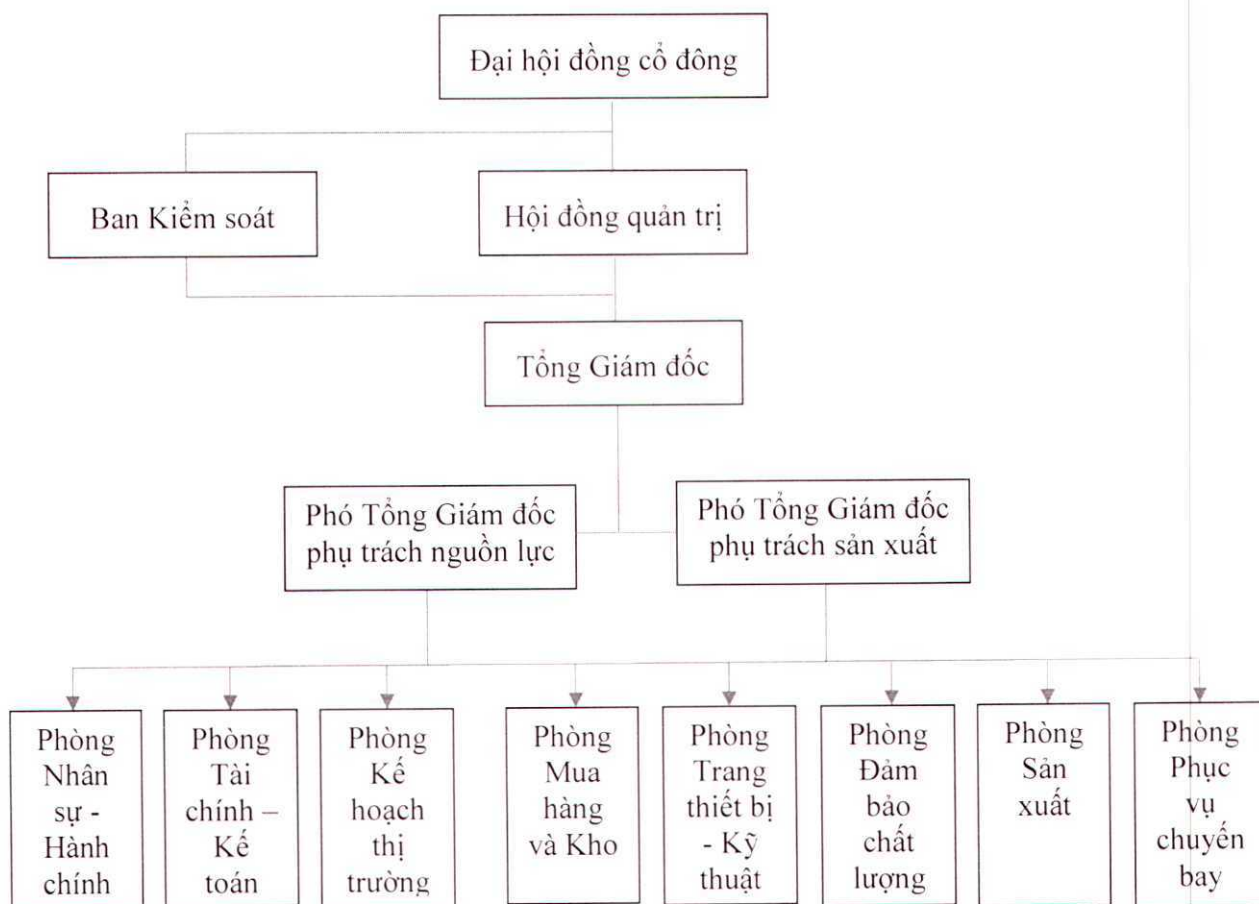 Đại hội đồng cổ đông
Ban Kiểm soát
Hội đồng quản trị
Tổng Giám đốc
Phó Tổng Giám đốc
phụ trách nguồn lực
Phó Tổng Giám đốc
phụ trách sản xuất
Phòng
Nhân
sự -
Hành
chính
Phòng
Tài
chính –
Kế
toán
Phòng
Kế
hoạch
thị
trường
Phòng
Mua
hàng
và Kho
Phòng
Trang
thiết bị
- Kỹ
thuật
Phòng
Đảm
bảo
chất
lượng
Phòng
Sản
xuất
Phòng
Phục
vụ
chuyến
bay